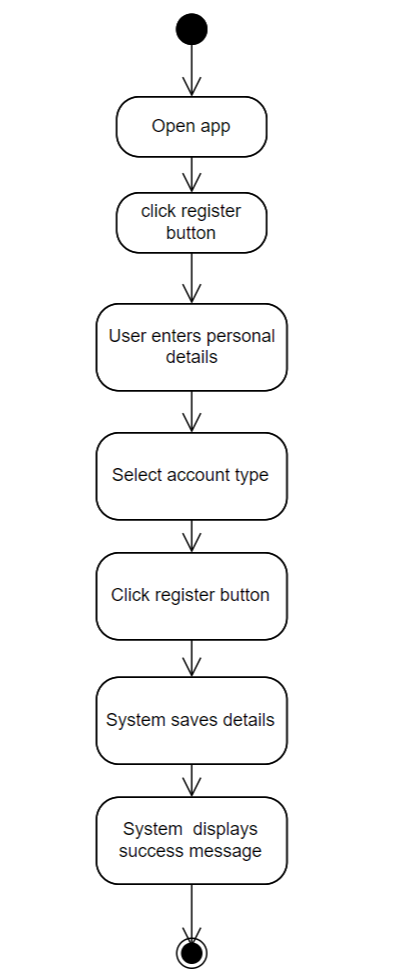 Open app
click register
button
User enters personal
details
Select account type
Click register button
System saves details
System  displays
success message